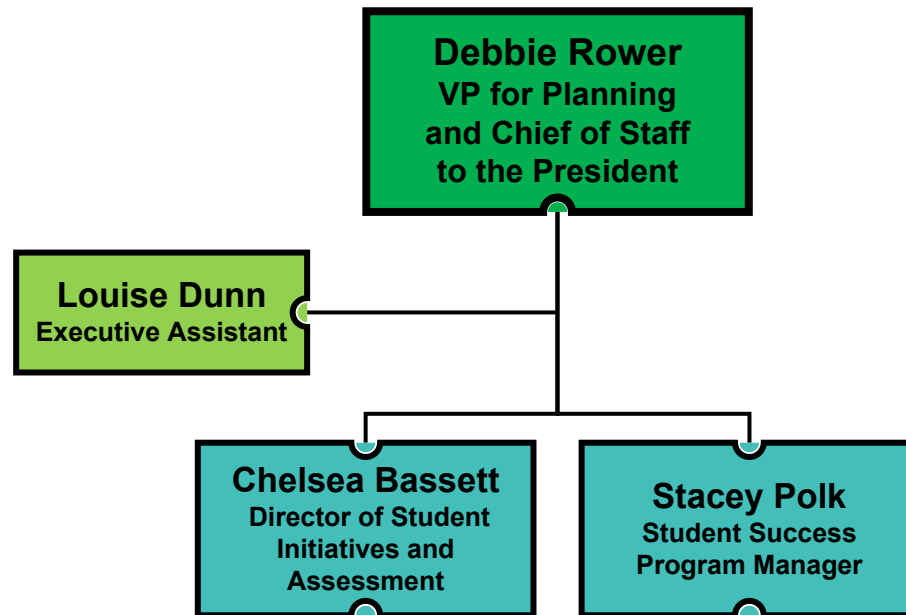 Debbie Rower
VP for Planning
and Chief of Staff
to the President
Louise Dunn
Executive Assistant
Chelsea Bassett
Director of Student
Initiatives and
Assessment
Stacey Polk
Student Success
Program Manager